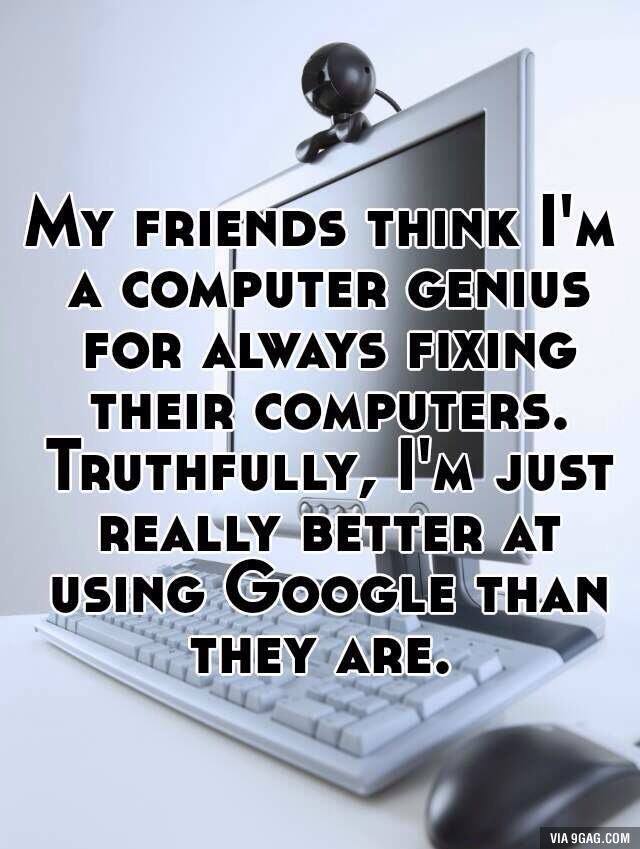 My friends think I'm
a computer genius
for always fixing
their computers.
Truthfully, I'm just
really better at
using Google than
they are.
VIA 9GAG.COM